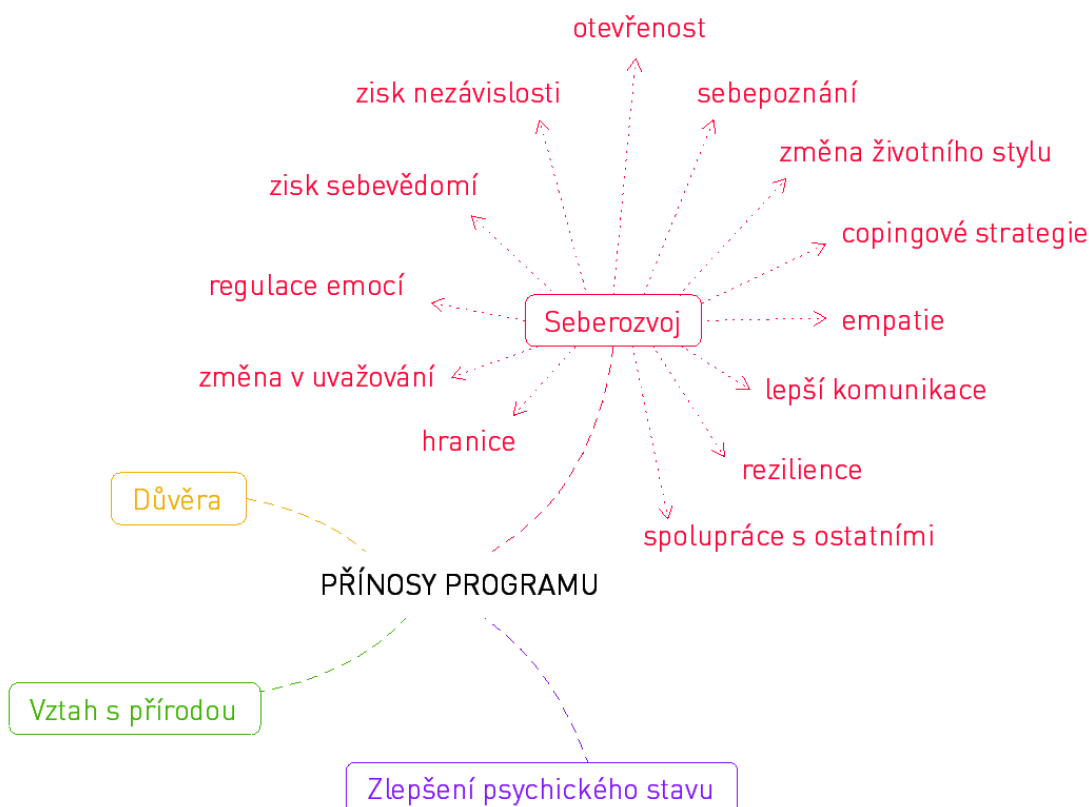 otevřenost
zisk nezávislosti
sebepoznání
změna životního stylu
zisk sebevědomí
copingové strategie
regulace emocí
Seberozvoj
empatie
změna v uvažování
lepší komunikace
hranice
rezilience
Důvěra
spolupráce s ostatními
PŘÍNOSY PROGRAMU
Vztah s přírodou
Zlepšení psychického stavu